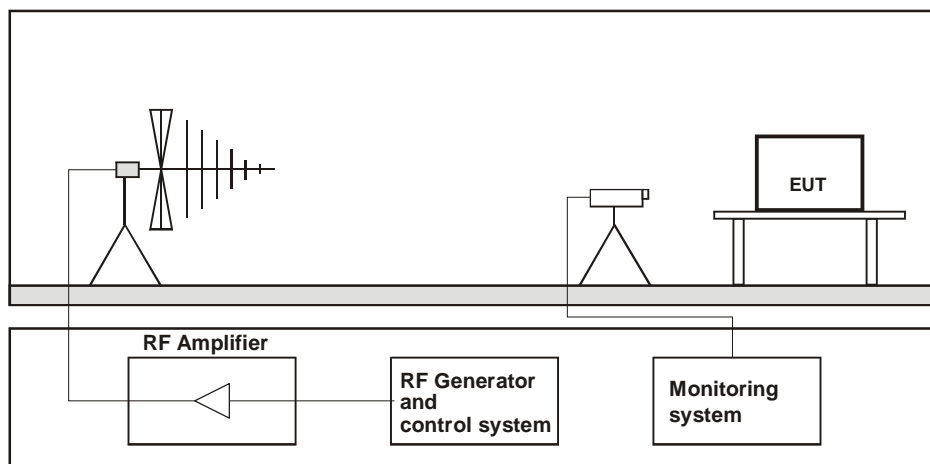 EUT
RF Amplifier
RF Generator
and
control system
Monitoring
system